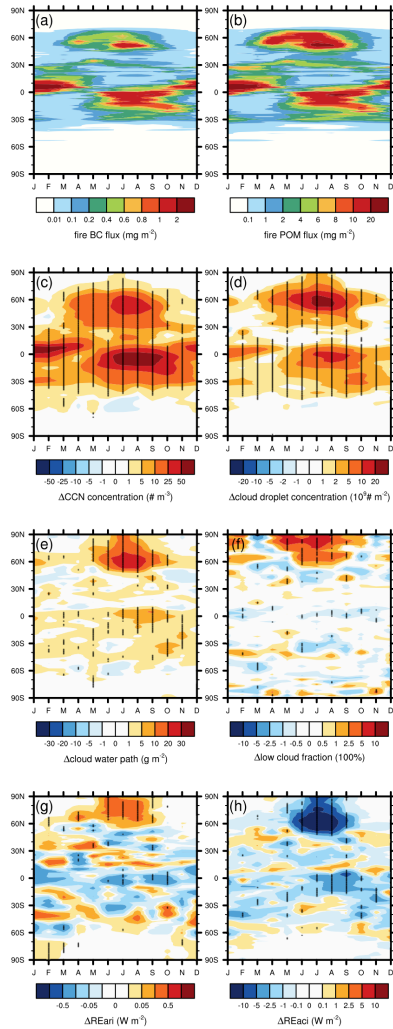 (a) (b)
90N 90N
60N 60N
30N 30N
0 0
30S 30S
60S 60S
90S 90S
J F M A M J J A S O N D J F M A M J J A S O N D
0.01 0.1 0.2 0.4 0.6 0.8 1 2 0.1 1 2 4 6 8 10 20
fire BC flux (mg m-2) fire POM flux (mg m-2)
(c) (d)
90N 90N
60N 60N
30N 30N
0 0
30S 30S
60S 60S
90S 90S
J F M A M J J A S O N D J F M A M J J A S O N D
-50 -25 -10 -5 -1 0 1 5 10 25 50 -20 -10 -5 -2 -1 0 1 2 5 10 20
ΔCCN concentration (# m-3) Δcloud droplet concentration (10⁹# m-2)
(e) (f)
90N 90N
60N 60N
30N 30N
0 0
30S 30S
60S 60S
90S 90S
J F M A M J J A S O N D J F M A M J J A S O N D
-30 -20 -10 0 1 10 20 30 -10 -5 -2.5 -1 -0.5 0 0.5 1 2.5 5 10
Δcloud water path (g m-2) Δlow cloud fraction (100%)
(g) (h)
90N 90N
60N 60N
30N 30N
0 0
30S 30S
60S 60S
90S 90S
J F M A M J J A S O N D J F M A M J J A S O N D
-0.5 -0.05 0 0.05 0.5 -10 -5 -2 -1 0 0.1 1 2 5 10
ΔREari (W m-2) ΔREaci (W m-2)